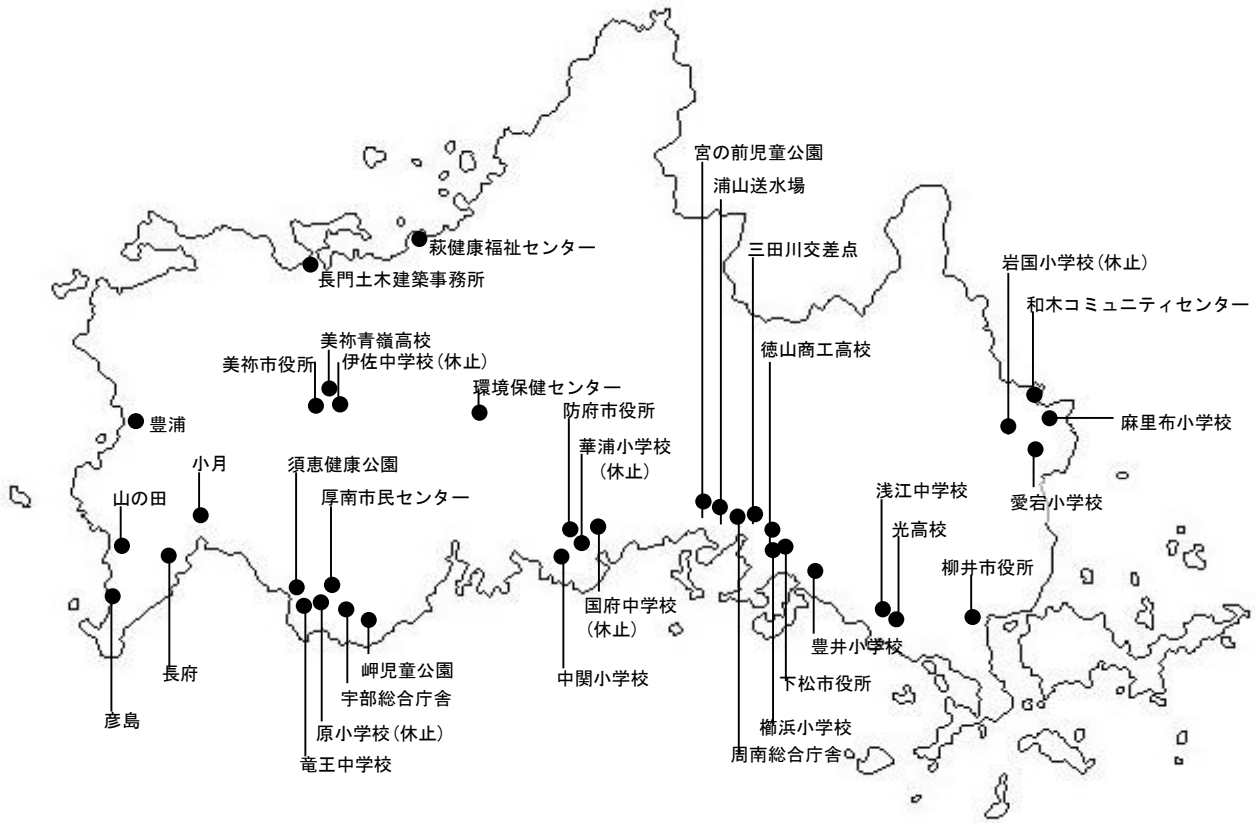 宮の前児童公園
浦山送水場
萩健康福祉センター
三田川交差点
長門土木建築事務所
岩国小学校(休止)
和木コミュニティセンター
美祢青嶺高校
徳山商工高校
美祢市役所
伊佐中学校(休止)
環境保健センター
防府市役所
豊浦
麻里布小学校
華浦小学校
(休止)
小月
須恵健康公園
山の田
厚南市民センター
浅江中学校
愛宕小学校
光高校
柳井市役所
国府中学校
(休止)
豊井小学校
長府
岬児童公園
中関小学校
下松市役所
宇部総合庁舎
彦島
原小学校(休止)
櫛浜小学校
周南総合庁舎
竜王中学校